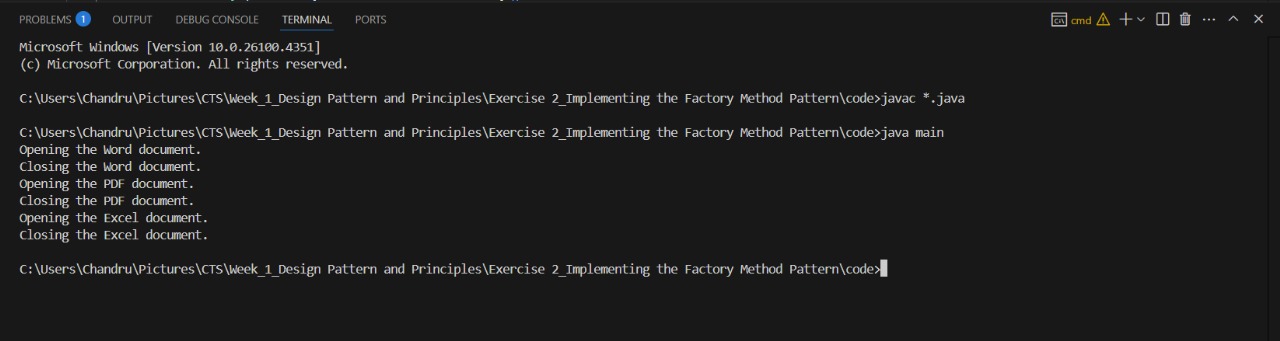 PROBLEMS 1 OUTPUT DEBUG CONSOLE TERMINAL PORTS cmd
Microsoft Windows [Version 10.0.26100.4351]
(c) Microsoft Corporation. All rights reserved.
C:\Users\Chandru\Pictures\CTS\Week_1_Design Pattern and Principles\Exercise 2_Implementing the Factory Method Pattern\code>javac *.java
C:\Users\Chandru\Pictures\CTS\Week_1_Design Pattern and Principles\Exercise 2_Implementing the Factory Method Pattern\code>java main
Opening the Word document.
Closing the Word document.
Opening the PDF document.
Closing the PDF document.
Opening the Excel document.
Closing the Excel document.
C:\Users\Chandru\Pictures\CTS\Week_1_Design Pattern and Principles\Exercise 2_Implementing the Factory Method Pattern\code>